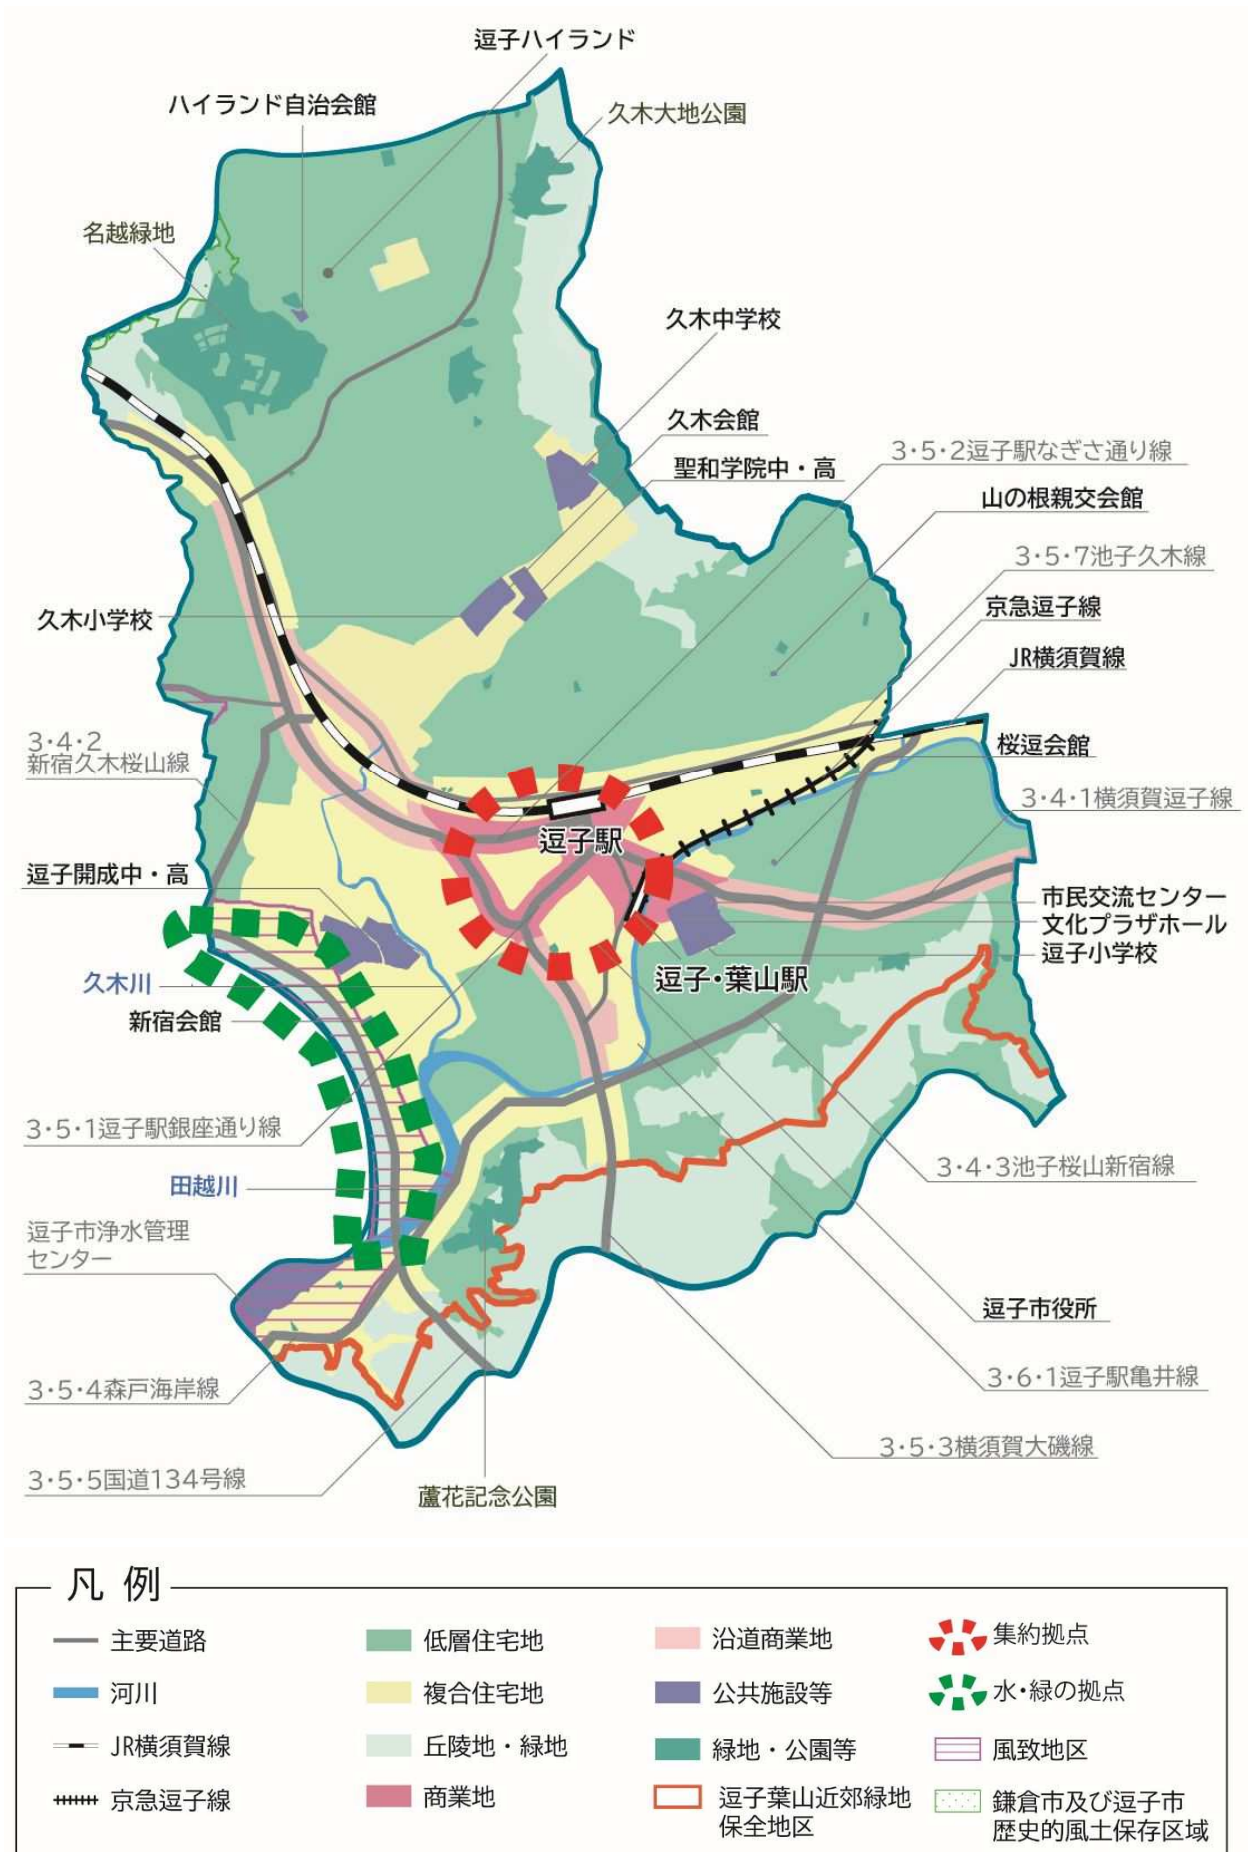 逗子ハイランド
ハイランド自治会館
久木大地公園
名越緑地
久木中学校
久木会館
3・5・2逗子駅なぎさ通り線
聖和学院中・高
山の根親交会館
3・5・7池子久木線
京急逗子線
久木小学校
JR横須賀線
3・4・2
新宿久木桜山線
桜逗会館
3・4・1横須賀逗子線
逗子駅
逗子開成中・高
市民交流センター
文化プラザホール
逗子小学校
逗子・葉山駅
久木川
新宿会館
3・5・1逗子駅銀座通り線
3・4・3池子桜山新宿線
田越川
逗子市浄水管理
センター
逗子市役所
3・6・1逗子駅亀井線
3・5・4森戸海岸線
3・5・3横須賀大磯線
3・5・5国道134号線
蘆花記念公園
凡 例
主要道路
低層住宅地
沿道商業地
集約拠点
河川
複合住宅地
公共施設等
水・緑の拠点
JR横須賀線
丘陵地・緑地
緑地・公園等
風致地区
京急逗子線
商業地
逗子葉山近郊緑地
保全地区
鎌倉市及び逗子市
歴史的風土保存区域